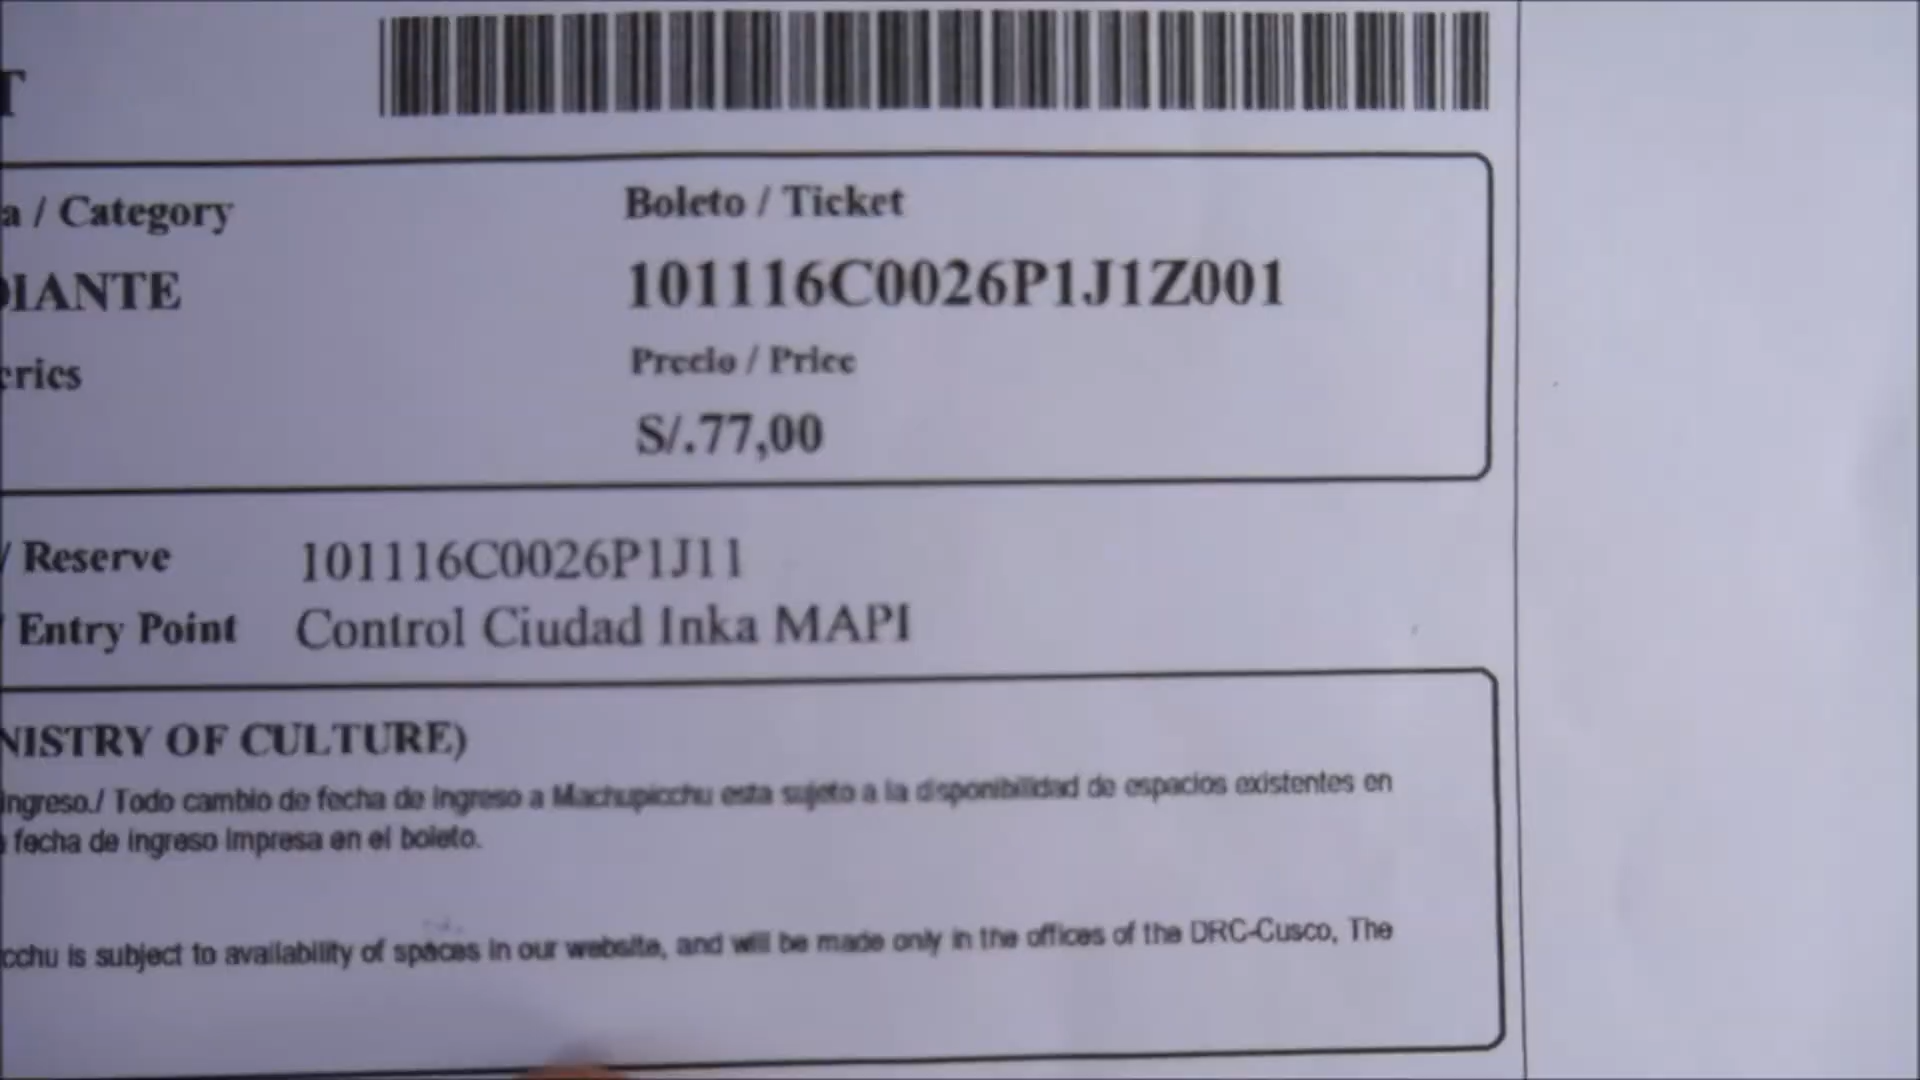 T
a / Category
Boleto / Ticket
DIANTE
101116C0026P1J1Z001
erics
Precio / Price
S/.77,00
/ Reserve 101116C0026P1J11
/ Entry Point Control Ciudad Inka MAPI
NISTRY OF CULTURE)
ingreso./ Todo cambio de fecha de ingreso a Machupicchu esta sujeto a la disponibilidad de espacios existentes en
fecha de ingreso impresa en el boleto.
cchu is subject to availability of spaces in our website, and will be made only in the offices of the DRC-Cusco, The